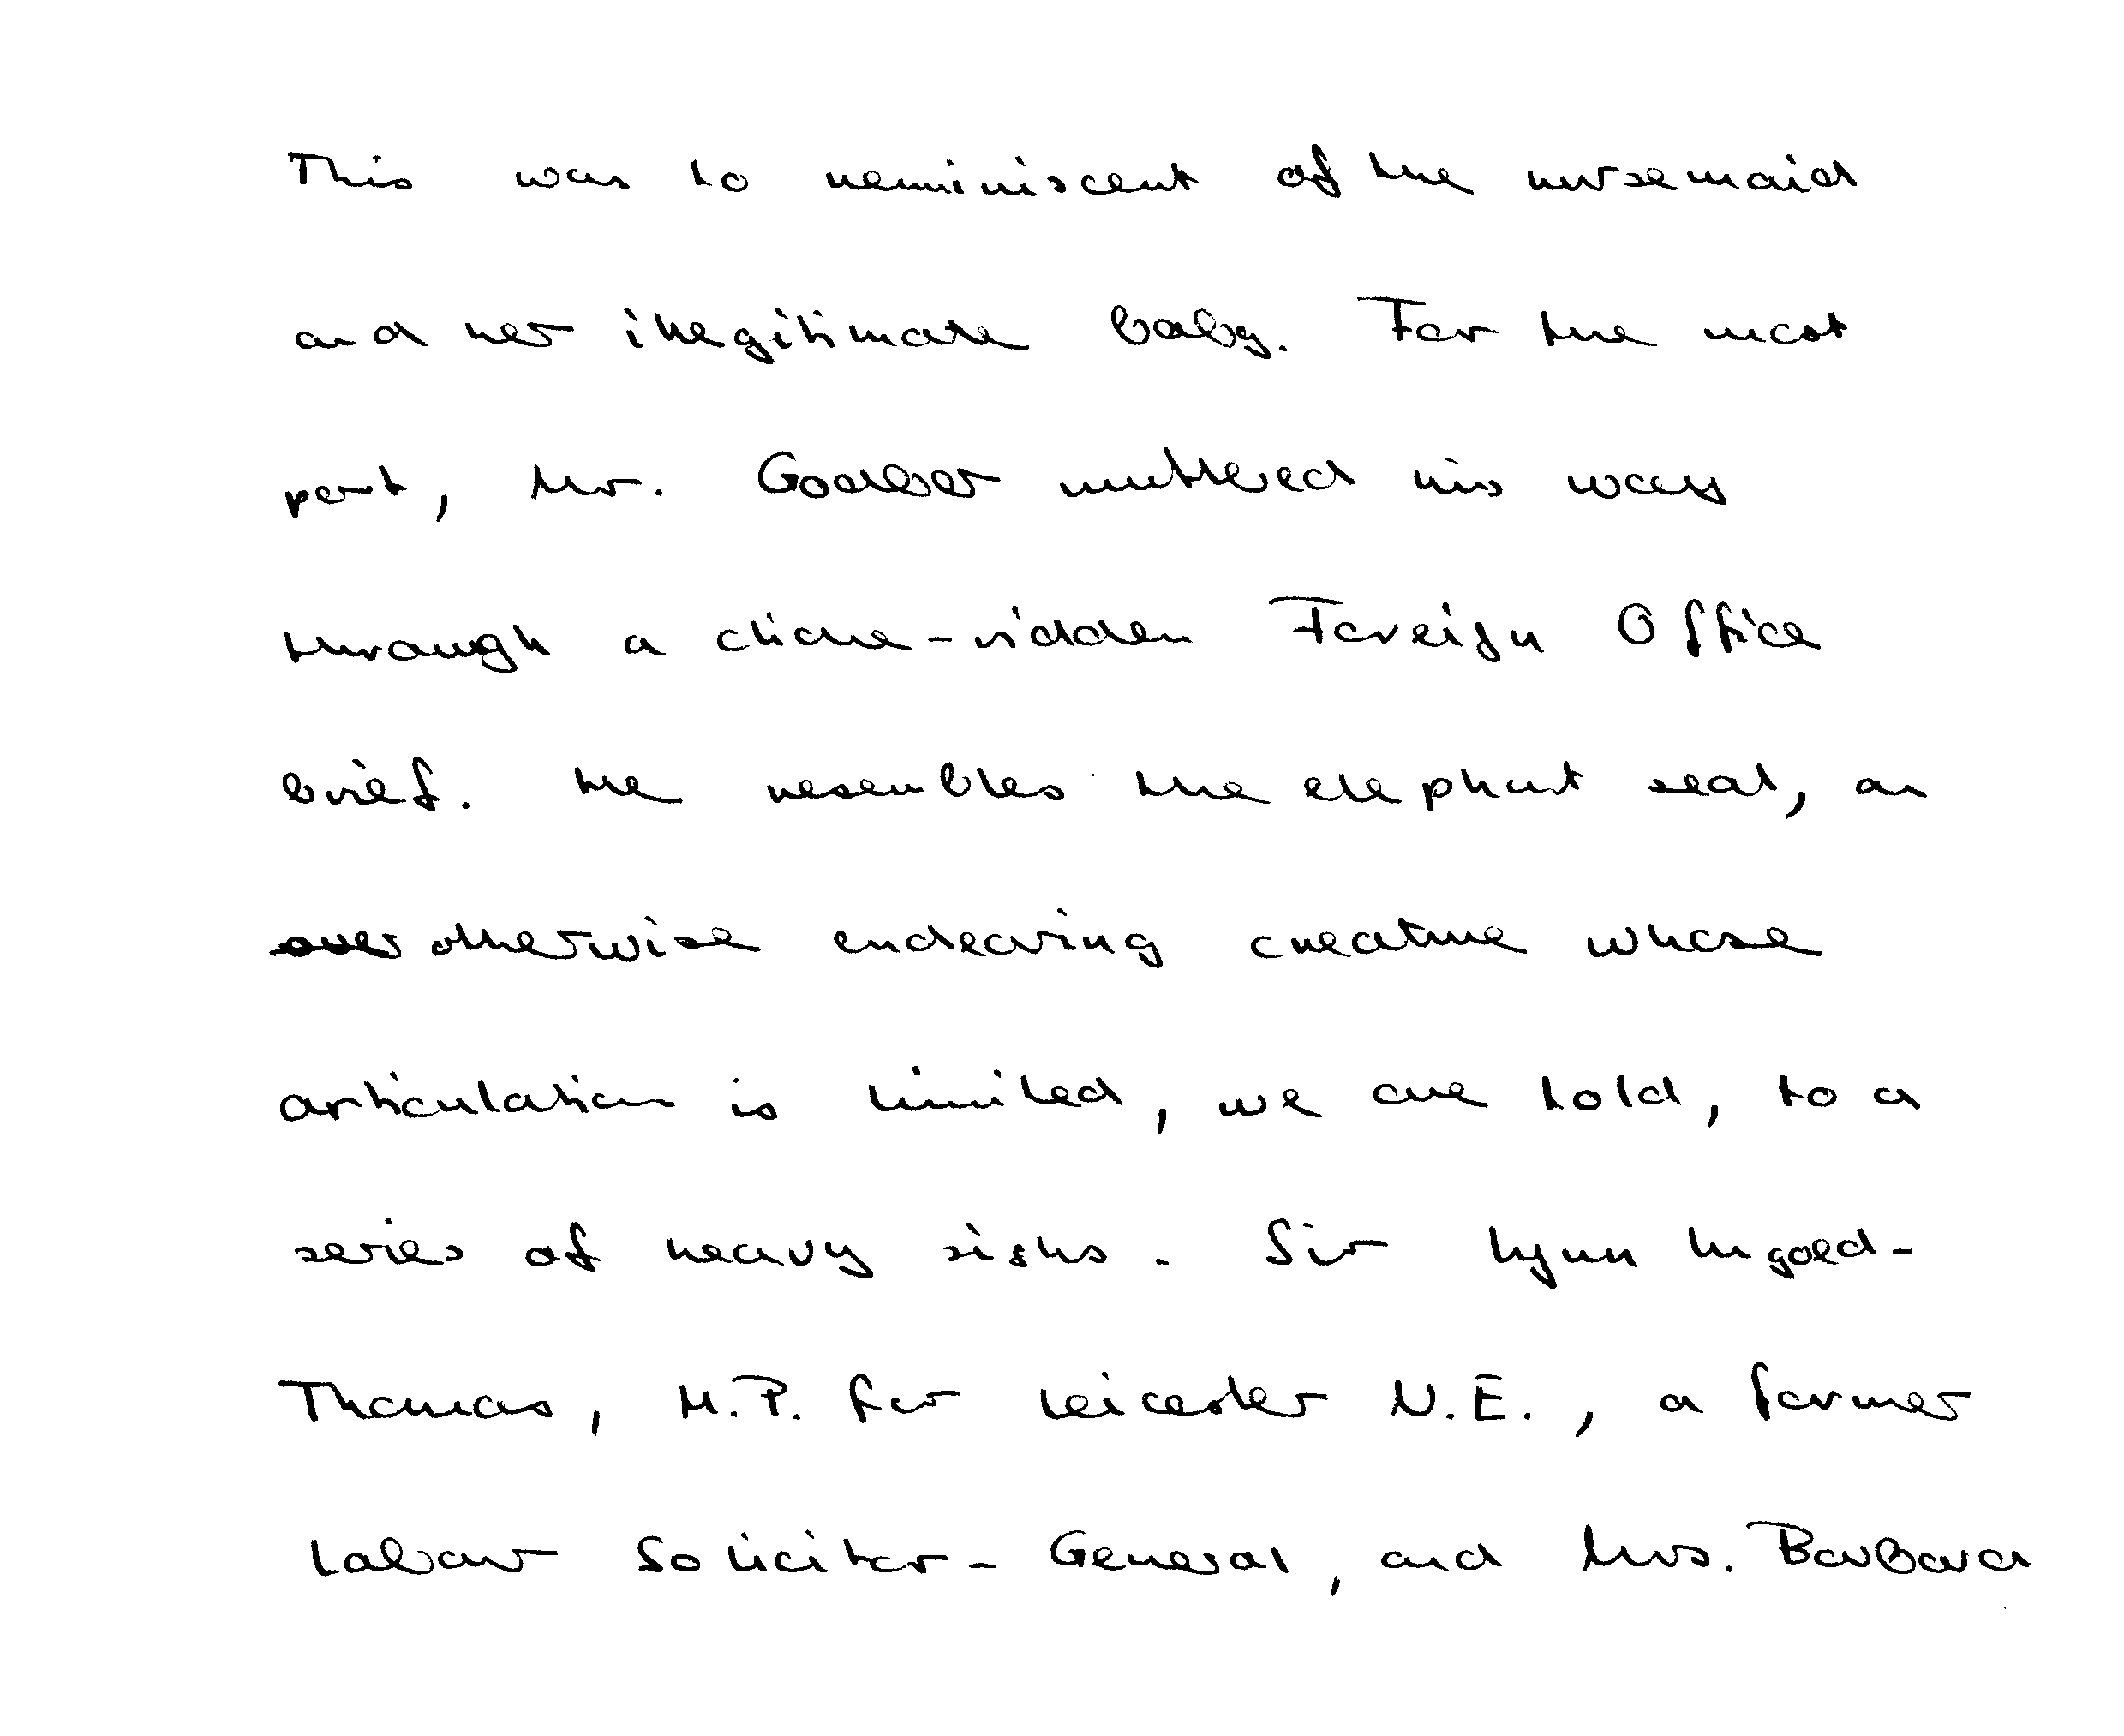 This was to reminiscent of the nursemaid
and her illegitimate baby. For the most
part, Mr. Godber muttered his way
through a cliche-ridden Foreign Office
brief. He resembles the elephant seal, an
otherwise endearing creature whose
articulation is limited, we are told, to a
series of heavy sighs. Sir Lynn Ungoed-
Thomas, M.P. for Leicester N.E., a former
Labour Solicitor-General, and Mrs. Barbara